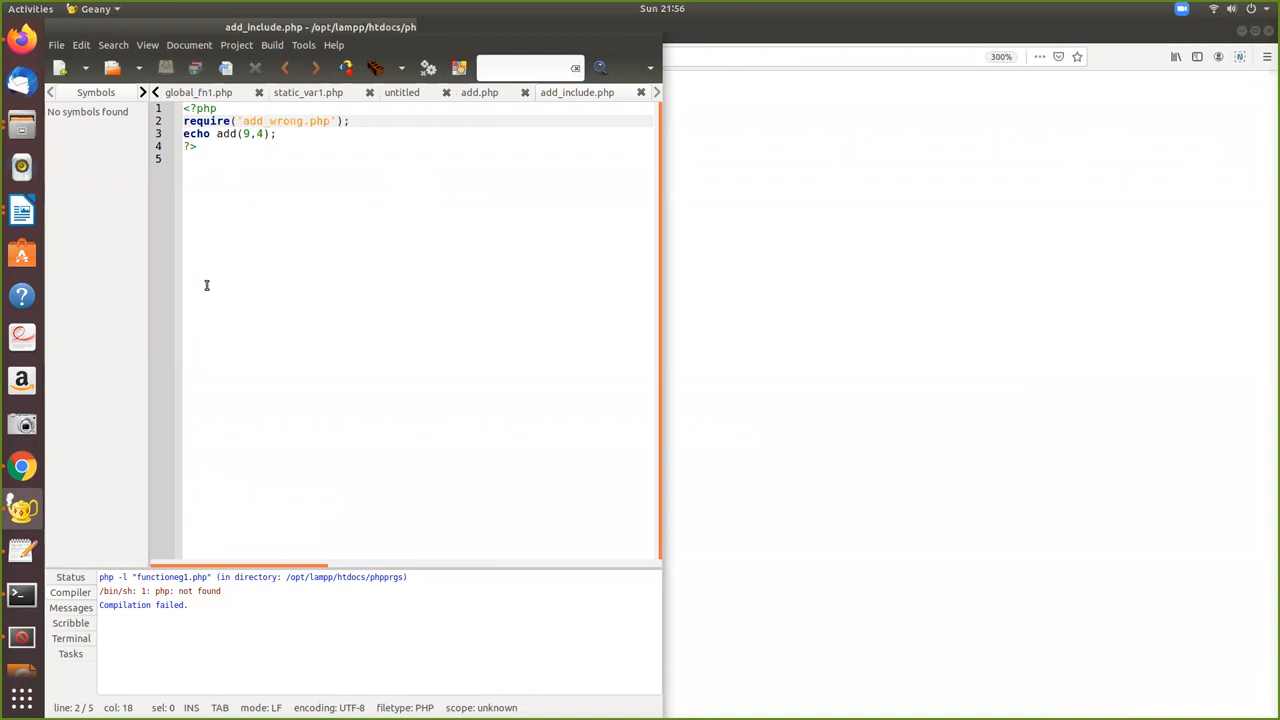 Activities
Geany
Sun 21:56
add_include.php - /opt/lampp/htdocs/ph
File Edit Search View Document Project Build Tools Help
300%
Symbols
global_fn1.php
static_var1.php
untitled
add.php
add_include.php
No symbols found
1 <?php
2 require('add_wrong.php');
3 echo add(9,4);
4 ?>
5
Status
Compiler
Messages
Scribble
Terminal
Tasks
php -l "functioneg1.php" (in directory: /opt/lampp/htdocs/phpprgs)
/bin/sh: 1: php: not found
Compilation failed.
line: 2 / 5 col: 18 sel: 0 INS TAB mode: LF encoding: UTF-8 filetype: PHP scope: unknown